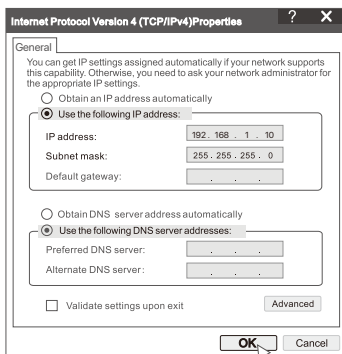 Internet Protocol Version 4 (TCP/IPv4)Properties ? X
General
You can get IP settings assigned automatically if your network supports
this capability. Otherwise, you need to ask your network administrator for
the appropriate IP settings.
Obtain an IP address automatically
Use the following IP address:
IP address: 192. 168 . 1 . 10
Subnet mask: 255. 255. 255. 0
Default gateway: . . .
Obtain DNS server address automatically
Use the following DNS server addresses:
Preferred DNS server: . . .
Alternate DNS server: . . .
Validate settings upon exit Advanced
OK Cancel